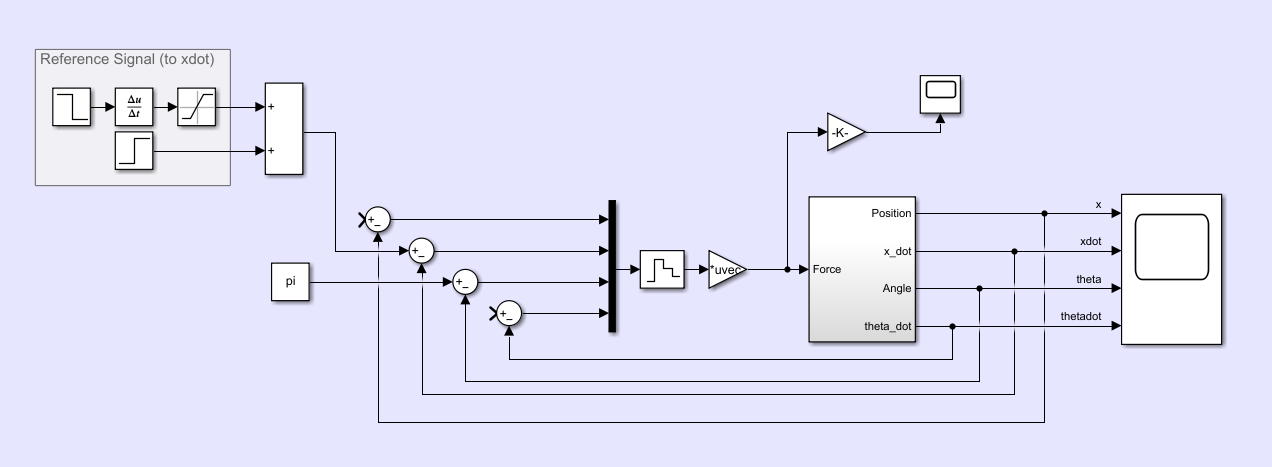 Reference Signal (to xdot)
Δu
Δt
+
+
-K-
+
_
+
_
pi
+
_
+
_
*uvec
Force
Position
x_dot
Angle
theta_dot
x
xdot
theta
thetadot